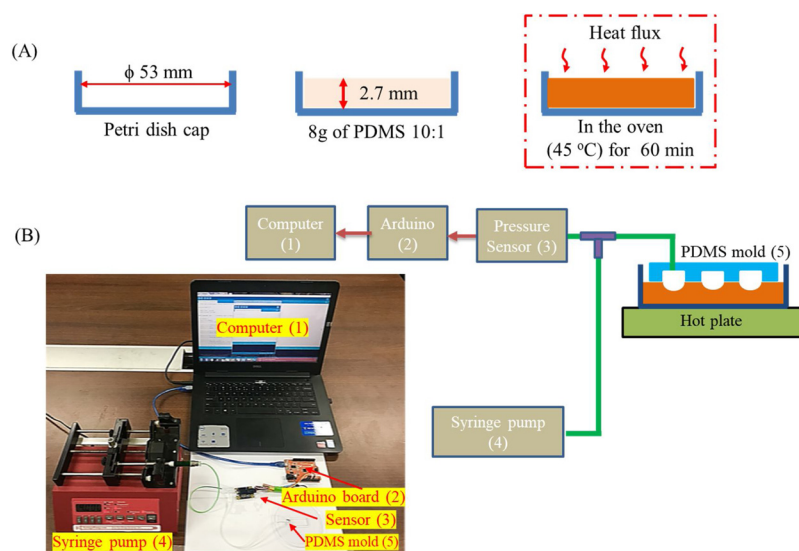 (A)
ϕ 53 mm
Petri dish cap
2.7 mm
8g of PDMS 10:1
Heat flux
In the oven
(45 °C) for 60 min
(B)
Computer
(1)
Arduino
(2)
Pressure
Sensor (3)
PDMS mold (5)
Hot plate
Syringe pump
(4)
Computer (1)
Arduino board (2)
Sensor (3)
PDMS mold (5)
Syringe pump (4)